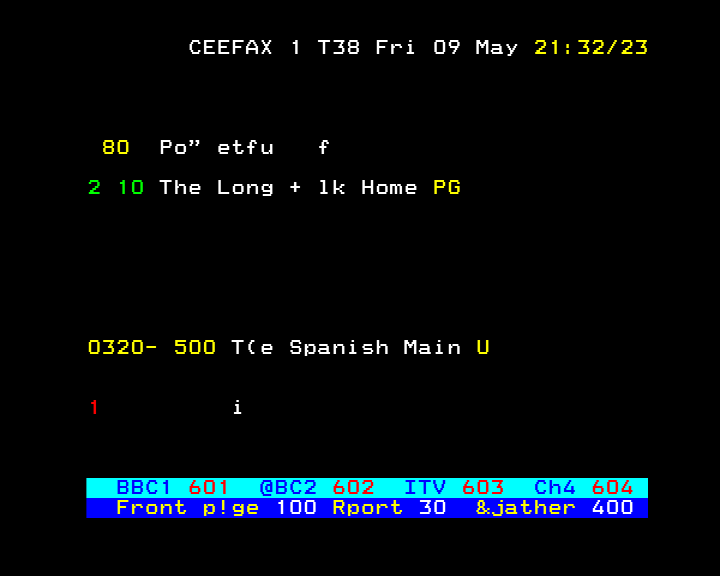 CEEFAX 1 T38 Fri 09 May 21:32/23
80 Po” etfu f
2 10 The Long + lk Home PG
0320- 500 T(e Spanish Main U
1 i
BBC1 601 @BC2 602 ITV 603 Ch4 604
Front p!ge 100 Rport 30 &jather 400